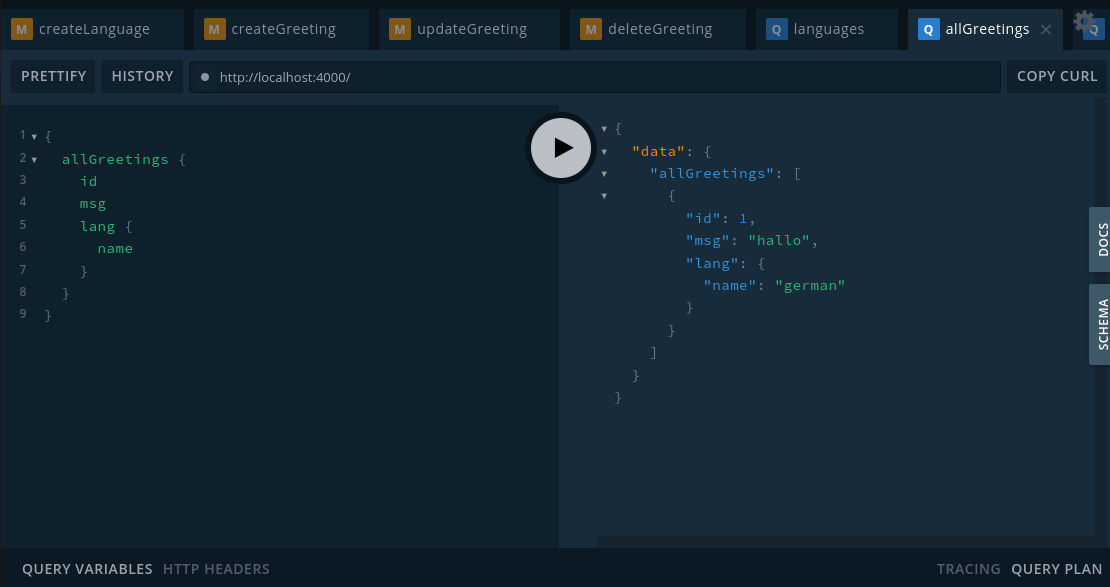 M createLanguage M createGreeting M updateGreeting M deleteGreeting Q languages Q allGreetings × Q
PRETTIFY HISTORY http://localhost:4000/ COPY CURL
1 {
2 allGreetings {
3 id
4 msg
5 lang {
6 name
7 }
8 }
9 }
{
"data": {
"allGreetings": [
{
"id": 1,
"msg": "hallo",
"lang": {
"name": "german"
}
}
]
}
}
DOCS
SCHEMA
QUERY VARIABLES HTTP HEADERS TRACING QUERY PLAN